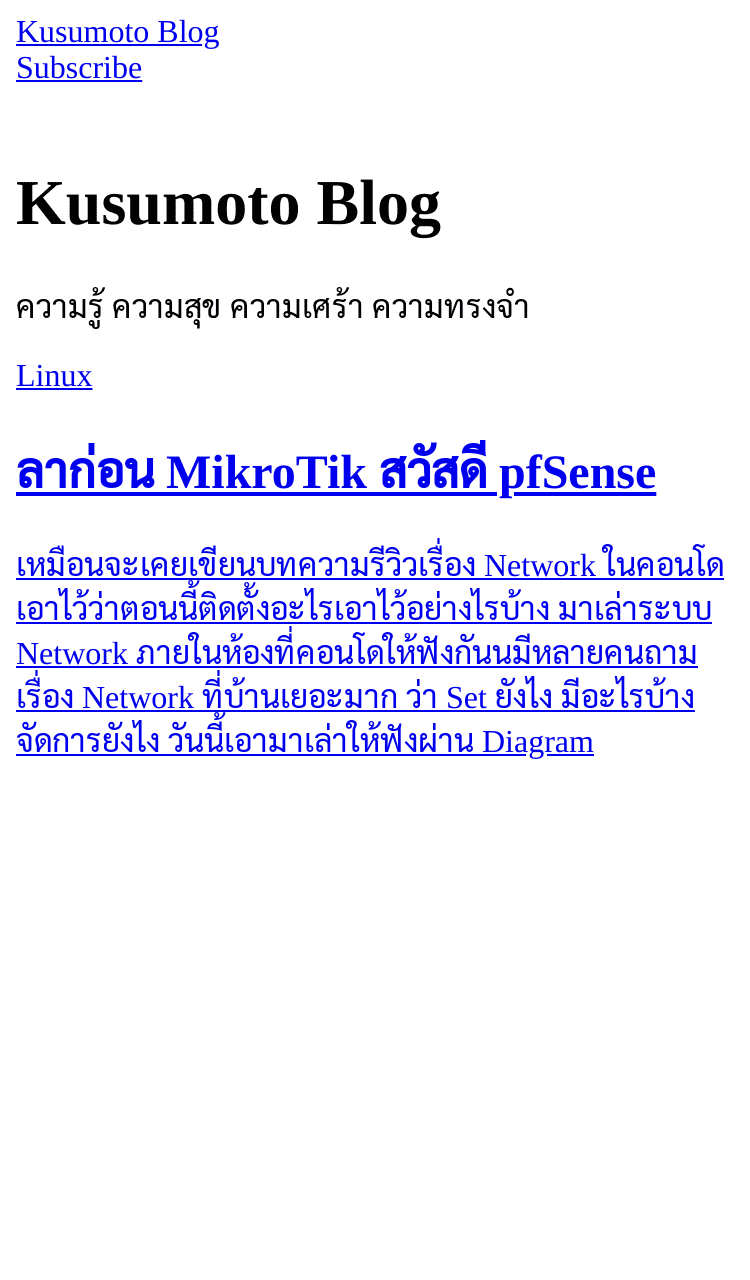 Kusumoto Blog
Subscribe
Kusumoto Blog
ความรู้ ความสุข ความเศร้า ความทรงจำ
Linux
ลาก่อน MikroTik สวัสดี pfSense
เหมือนจะเคยเขียนบทความรีวิวเรื่อง Network ในคอนโด
เอาไว้ว่าตอนนี้ติดตั้งอะไรเอาไว้อย่างไรบ้าง มาเล่าระบบ
Network ภายในห้องที่คอนโดให้ฟังกันนมีหลายคนถาม
เรื่อง Network ที่บ้านเยอะมาก ว่า Set ยังไง มีอะไรบ้าง
จัดการยังไง วันนี้เอามาเล่าให้ฟังผ่าน Diagram